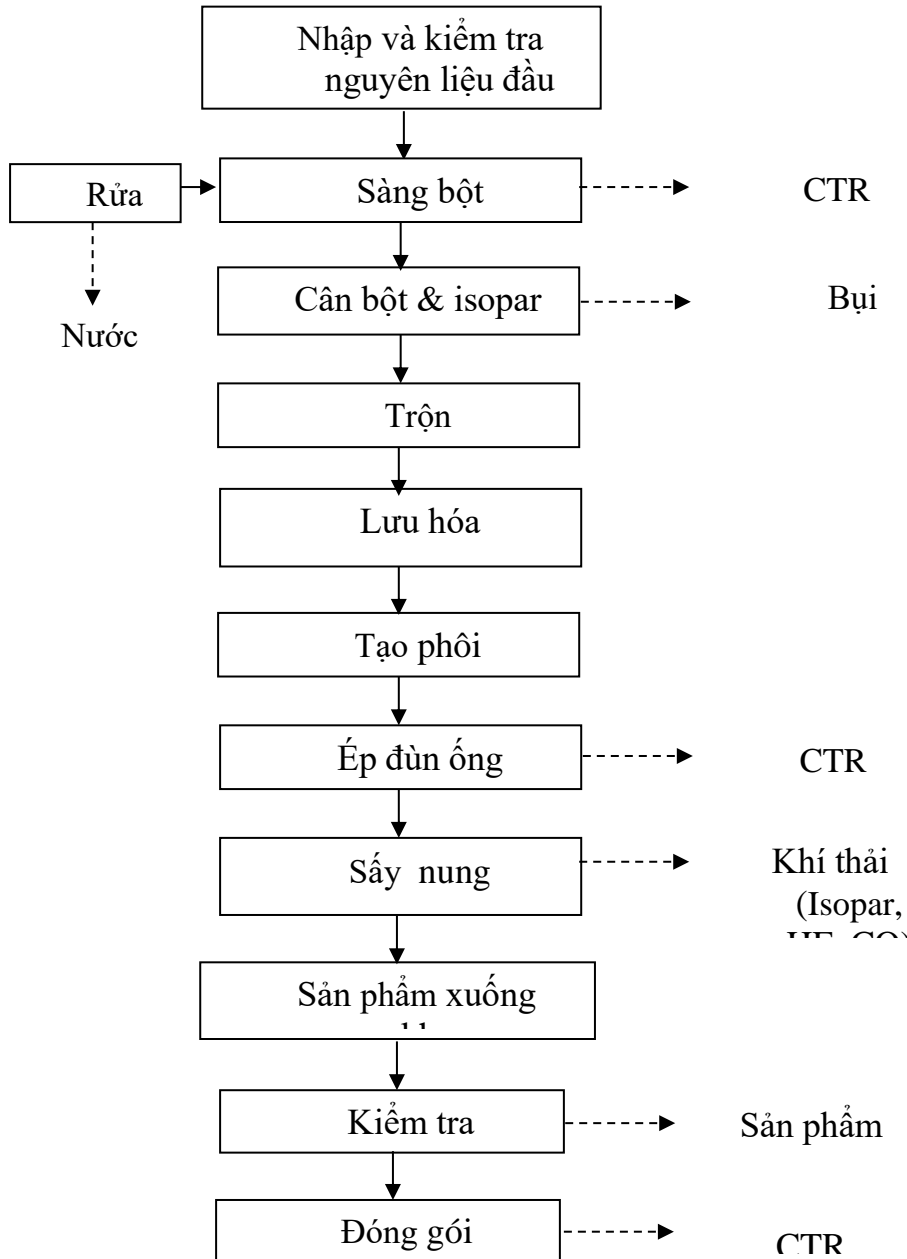 Nhập và kiểm tra
nguyên liệu đầu
Rửa
Sàng bột
CTR
Nước
Cân bột & isopar
Bụi
Trộn
Lưu hóa
Tạo phôi
Ép đùn ống
CTR
Sấy nung
Khí thải
(Isopar,
Sản phẩm xuống
Kiểm tra
Sản phẩm
Đóng gói
CTR